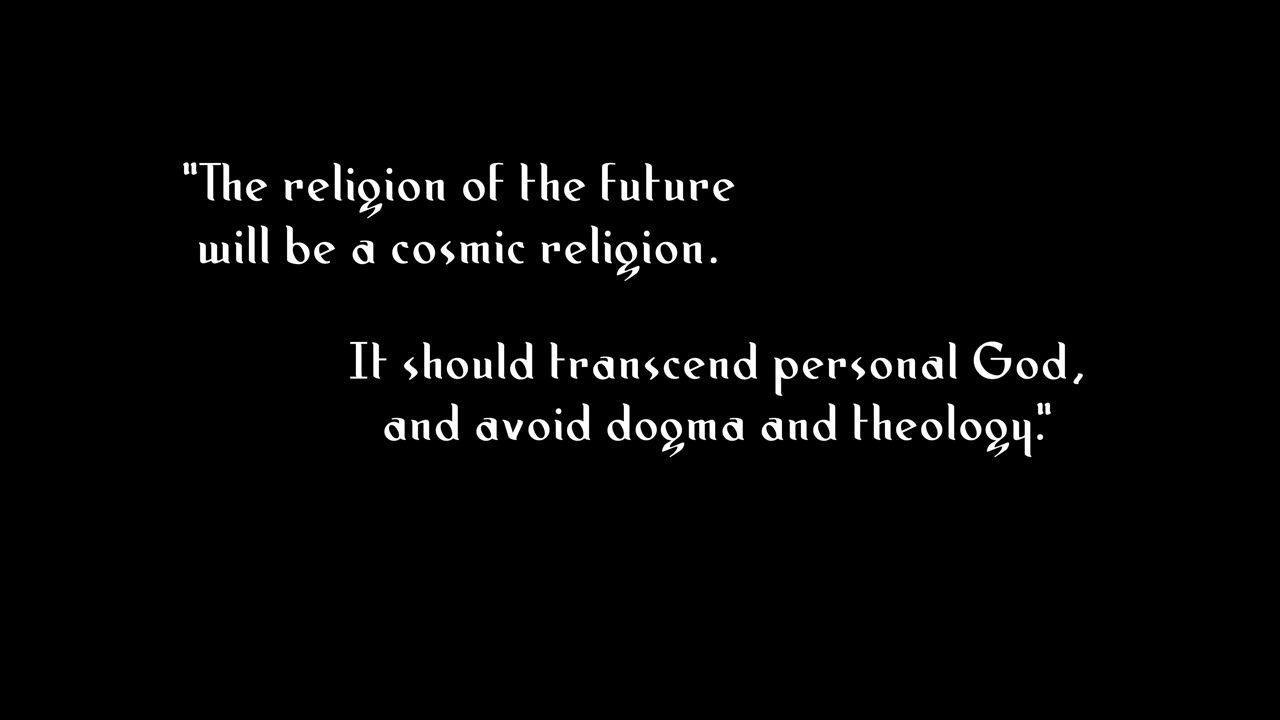 "The religion of the future
will be a cosmic religion.
It should transcend personal God,
and avoid dogma and theology."